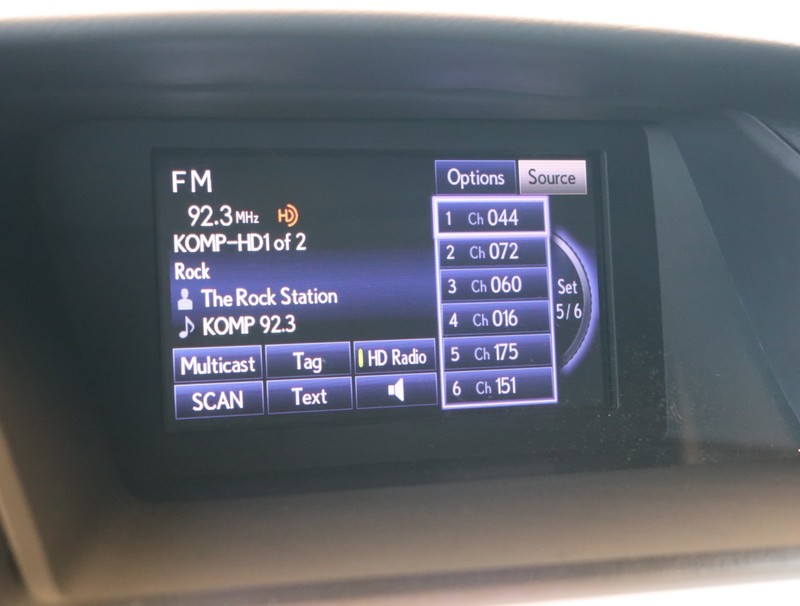 FM
Options Source
92.3 MHz HD
KOMP-HD1 of 2
Rock
The Rock Station
KOMP 92.3
1 Ch 044
2 Ch 072
3 Ch 060
4 Ch 016
5 Ch 175
6 Ch 151
Set
5/6
Multicast Tag HD Radio
SCAN Text